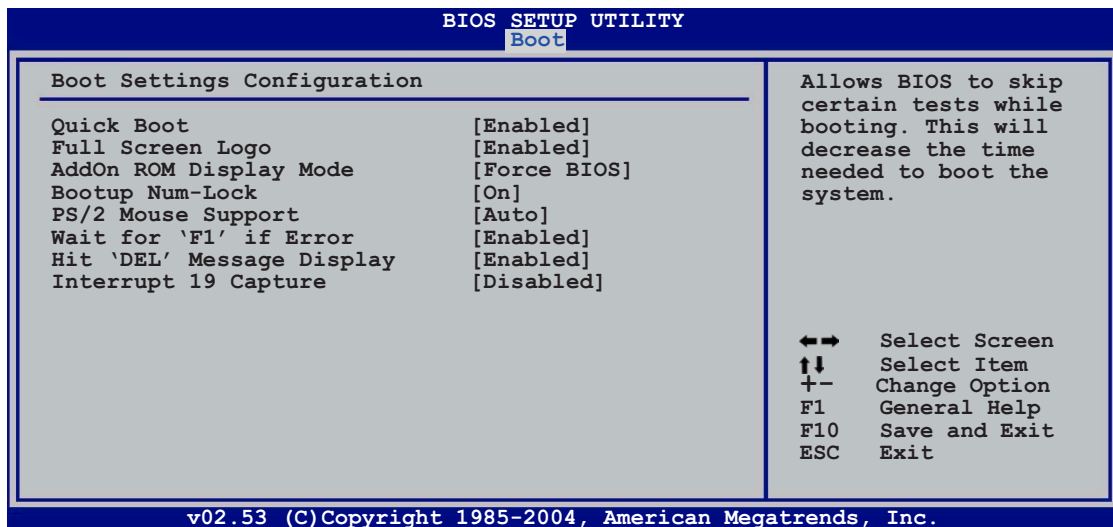 BIOS SETUP UTILITY
Boot
Boot Settings Configuration
Quick Boot [Enabled]
Full Screen Logo [Enabled]
AddOn ROM Display Mode [Force BIOS]
Bootup Num-Lock [On]
PS/2 Mouse Support [Auto]
Wait for ‘F1’ if Error [Enabled]
Hit ‘DEL’ Message Display [Enabled]
Interrupt 19 Capture [Disabled]
Allows BIOS to skip
certain tests while
booting. This will
decrease the time
needed to boot the
system.
←→ Select Screen
↑↓ Select Item
+- Change Option
F1 General Help
F10 Save and Exit
ESC Exit
v02.53 (C)Copyright 1985-2004, American Megatrends, Inc.